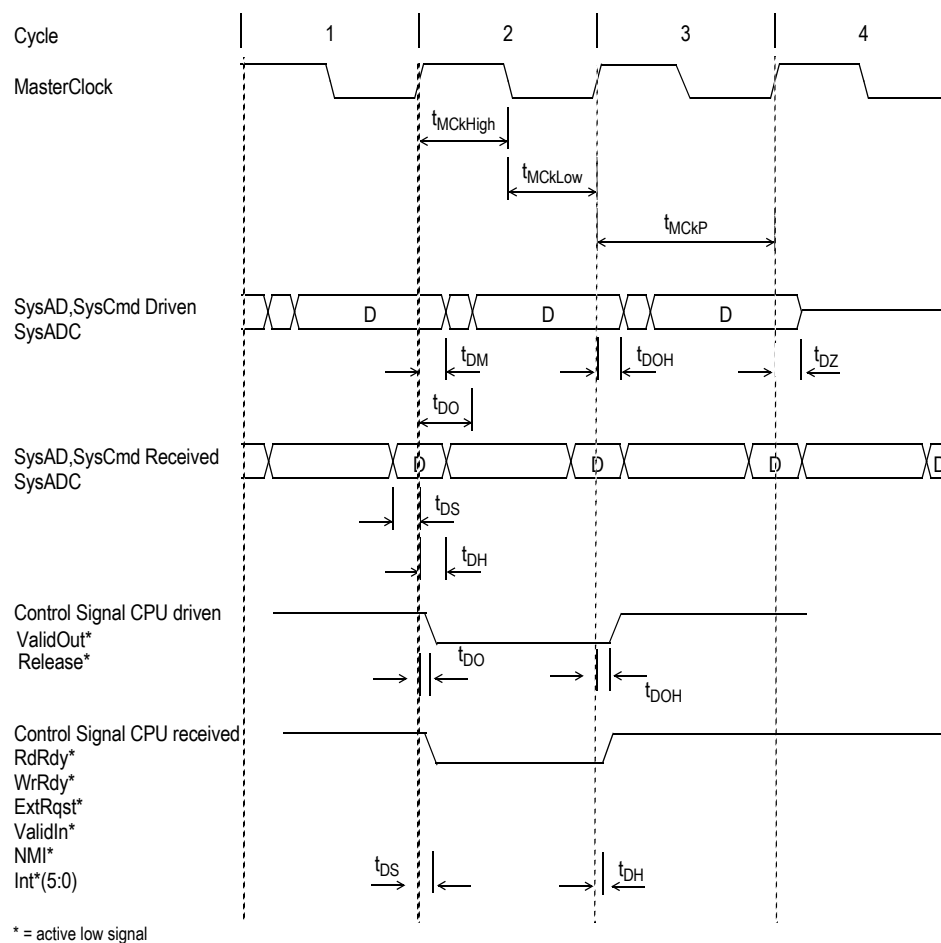 Cycle 1 2 3 4
MasterClock
tMCkHigh
tMCkLow
tMCkP
SysAD,SysCmd Driven
SysADC
D D D
tDM tDOH tDZ
tDO
SysAD,SysCmd Received
SysADC
D D D D
tDS
tDH
Control Signal CPU driven
ValidOut*
Release*
tDO
tDOH
Control Signal CPU received
RdRdy*
WrRdy*
ExtRqst*
ValidIn*
NMI*
Int*(5:0)
tDS tDH
* = active low signal